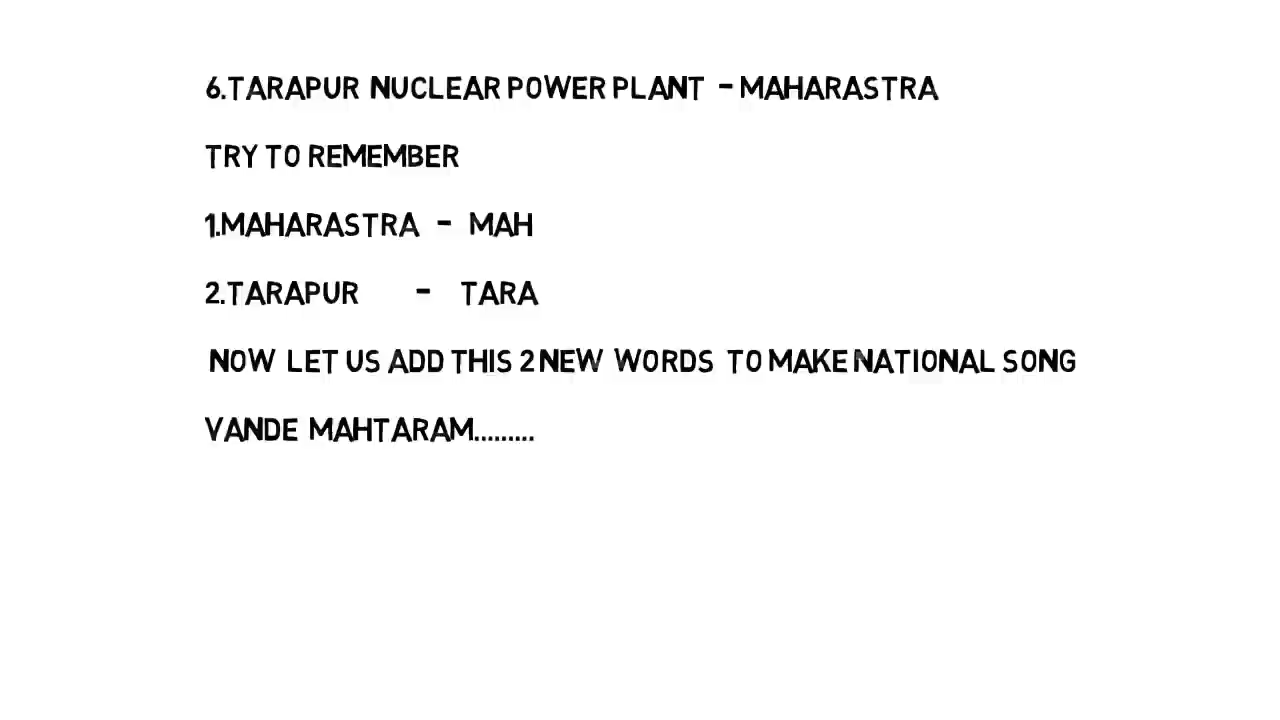 6.TARAPUR NUCLEAR POWER PLANT - MAHARASTRA
TRY TO REMEMBER
1.MAHARASTRA - MAH
2.TARAPUR - TARA
NOW LET US ADD THIS 2 NEW WORDS TO MAKE NATIONAL SONG
VANDE MAHTARAM.........